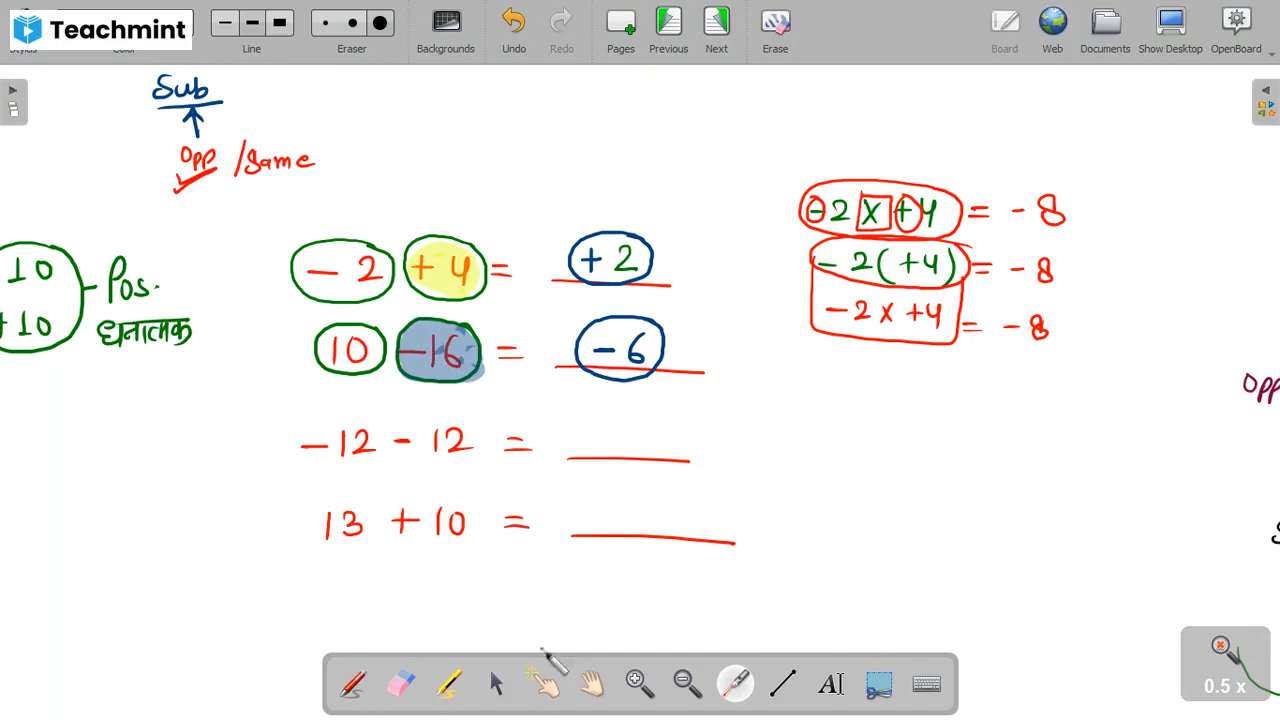 Teachmint
Line
Eraser
Backgrounds
Undo
Redo
Pages
Previous
Next
Erase
Board
Web
Documents
Show Desktop
OpenBoard
Sub
Opp /Same
10
+10
Pos.
धनात्मक
- 2 + 4 = + 2
10 -16 = - 6
-12 - 12 =
13 + 10 =
-2 x +4 = - 8
- 2(+4) = - 8
-2 x +4 = - 8
Opp
0.5 x